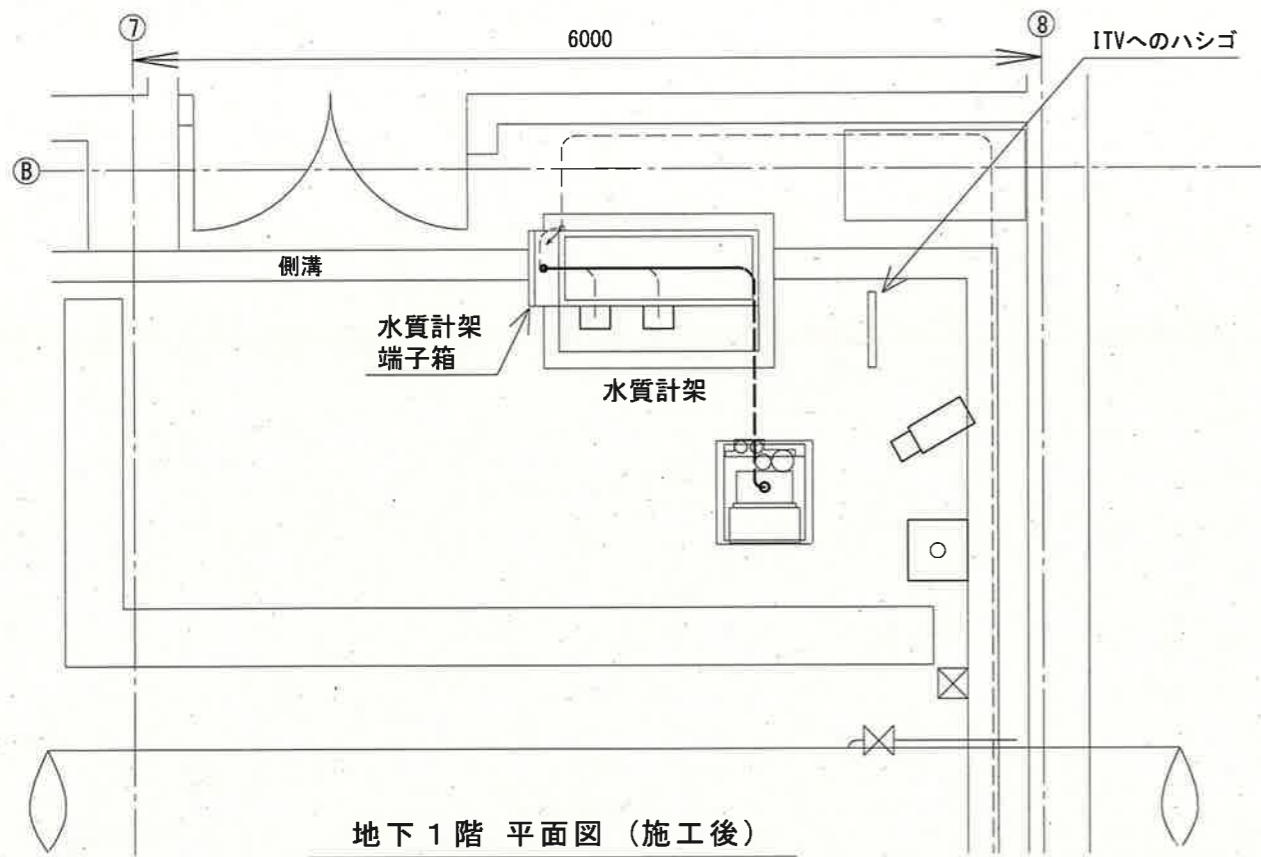 ⑦
6000
⑧
ITVへのハシゴ
Ⓑ
側溝
水質計架
端子箱
水質計架
地下1階 平面図 (施工後)